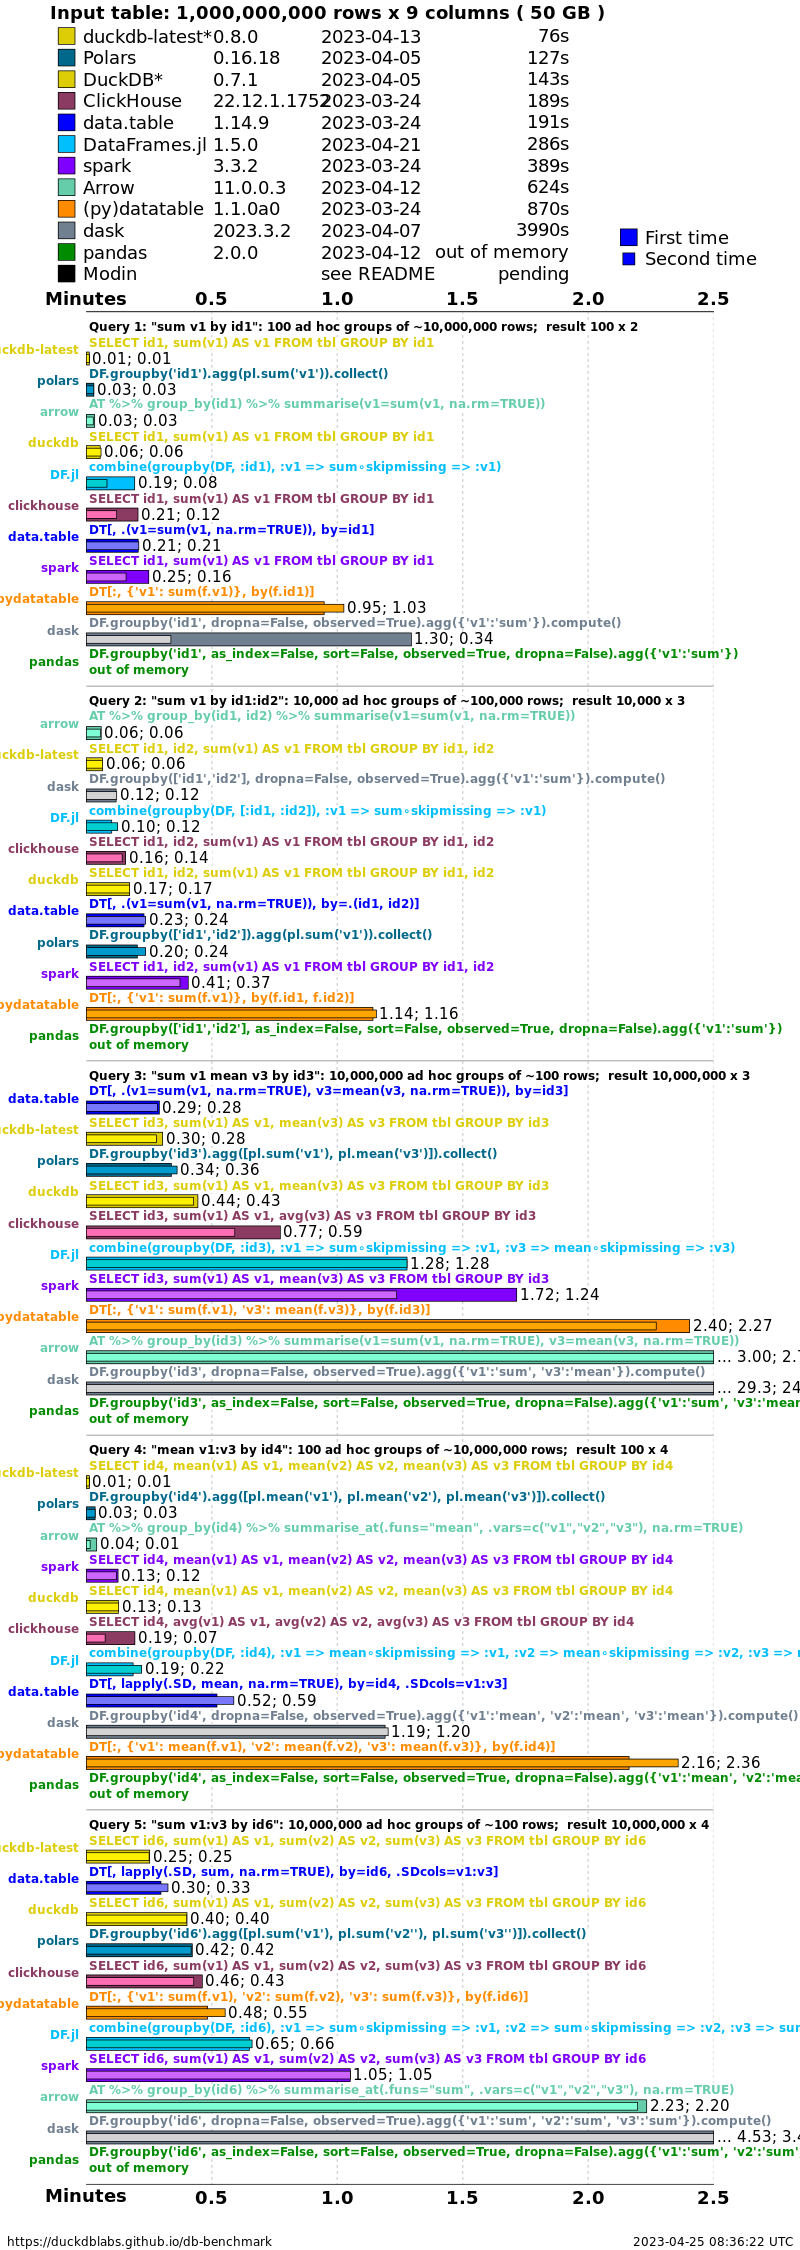 Input table: 1,000,000,000 rows x 9 columns ( 50 GB )
duckdb-latest* 0.8.0 2023-04-13 76s
Polars 0.16.18 2023-04-05 127s
DuckDB* 0.7.1 2023-04-05 143s
ClickHouse 22.12.1.1752 2023-03-24 189s
data.table 1.14.9 2023-03-24 191s
DataFrames.jl 1.5.0 2023-04-21 286s
spark 3.3.2 2023-03-24 389s
Arrow 11.0.0.3 2023-04-12 624s
(py)datatable 1.1.0a0 2023-03-24 870s
dask 2023.3.2 2023-04-07 3990s
pandas 2.0.0 2023-04-12 out of memory
Modin see README pending
First time
Second time
Minutes 0.5 1.0 1.5 2.0 2.5
Query 1: "sum v1 by id1": 100 ad hoc groups of ~10,000,000 rows; result 100 x 2
SELECT id1, sum(v1) AS v1 FROM tbl GROUP BY id1
uckdb-latest 0.01; 0.01
DF.groupby('id1').agg(pl.sum('v1')).collect()
polars 0.03; 0.03
AT %>% group_by(id1) %>% summarise(v1=sum(v1, na.rm=TRUE))
arrow 0.03; 0.03
SELECT id1, sum(v1) AS v1 FROM tbl GROUP BY id1
duckdb 0.06; 0.06
combine(groupby(DF, :id1), :v1 => sum∘skipmissing => :v1)
DF.jl 0.19; 0.08
SELECT id1, sum(v1) AS v1 FROM tbl GROUP BY id1
clickhouse 0.21; 0.12
DT[, .(v1=sum(v1, na.rm=TRUE)), by=id1]
data.table 0.21; 0.21
SELECT id1, sum(v1) AS v1 FROM tbl GROUP BY id1
spark 0.25; 0.16
DT[:, {'v1': sum(f.v1)}, by(f.id1)]
pydatatable 0.95; 1.03
DF.groupby('id1', dropna=False, observed=True).agg({'v1':'sum'}).compute()
dask 1.30; 0.34
DF.groupby('id1', as_index=False, sort=False, observed=True, dropna=False).agg({'v1':'sum'})
pandas out of memory
Query 2: "sum v1 by id1:id2": 10,000 ad hoc groups of ~100,000 rows; result 10,000 x 3
AT %>% group_by(id1, id2) %>% summarise(v1=sum(v1, na.rm=TRUE))
arrow 0.06; 0.06
SELECT id1, id2, sum(v1) AS v1 FROM tbl GROUP BY id1, id2
uckdb-latest 0.06; 0.06
DF.groupby(['id1','id2'], dropna=False, observed=True).agg({'v1':'sum'}).compute()
dask 0.12; 0.12
combine(groupby(DF, [:id1, :id2]), :v1 => sum∘skipmissing => :v1)
DF.jl 0.10; 0.12
SELECT id1, id2, sum(v1) AS v1 FROM tbl GROUP BY id1, id2
clickhouse 0.16; 0.14
SELECT id1, id2, sum(v1) AS v1 FROM tbl GROUP BY id1, id2
duckdb 0.17; 0.17
DT[, .(v1=sum(v1, na.rm=TRUE)), by=.(id1, id2)]
data.table 0.23; 0.24
DF.groupby(['id1','id2']).agg(pl.sum('v1')).collect()
polars 0.20; 0.24
SELECT id1, id2, sum(v1) AS v1 FROM tbl GROUP BY id1, id2
spark 0.41; 0.37
DT[:, {'v1': sum(f.v1)}, by(f.id1, f.id2)]
pydatatable 1.14; 1.16
DF.groupby(['id1','id2'], as_index=False, sort=False, observed=True, dropna=False).agg({'v1':'sum'})
pandas out of memory
Query 3: "sum v1 mean v3 by id3": 10,000,000 ad hoc groups of ~100 rows; result 10,000,000 x 3
DT[, .(v1=sum(v1, na.rm=TRUE), v3=mean(v3, na.rm=TRUE)), by=id3]
data.table 0.29; 0.28
SELECT id3, sum(v1) AS v1, mean(v3) AS v3 FROM tbl GROUP BY id3
uckdb-latest 0.30; 0.28
DF.groupby('id3').agg([pl.sum('v1'), pl.mean('v3')]).collect()
polars 0.34; 0.36
SELECT id3, sum(v1) AS v1, mean(v3) AS v3 FROM tbl GROUP BY id3
duckdb 0.44; 0.43
SELECT id3, sum(v1) AS v1, avg(v3) AS v3 FROM tbl GROUP BY id3
clickhouse 0.77; 0.59
combine(groupby(DF, :id3), :v1 => sum∘skipmissing => :v1, :v3 => mean∘skipmissing => :v3)
DF.jl 1.28; 1.28
SELECT id3, sum(v1) AS v1, mean(v3) AS v3 FROM tbl GROUP BY id3
spark 1.72; 1.24
DT[:, {'v1': sum(f.v1), 'v3': mean(f.v3)}, by(f.id3)]
pydatatable 2.40; 2.27
AT %>% group_by(id3) %>% summarise(v1=sum(v1, na.rm=TRUE), v3=mean(v3, na.rm=TRUE))
arrow ... 3.00; 2.
DF.groupby('id3', dropna=False, observed=True).agg({'v1':'sum', 'v3':'mean'}).compute()
dask ... 29.3; 24
DF.groupby('id3', as_index=False, sort=False, observed=True, dropna=False).agg({'v1':'sum', 'v3':'mean
pandas out of memory
Query 4: "mean v1:v3 by id4": 100 ad hoc groups of ~10,000,000 rows; result 100 x 4
SELECT id4, mean(v1) AS v1, mean(v2) AS v2, mean(v3) AS v3 FROM tbl GROUP BY id4
uckdb-latest 0.01; 0.01
DF.groupby('id4').agg([pl.mean('v1'), pl.mean('v2'), pl.mean('v3')]).collect()
polars 0.03; 0.03
AT %>% group_by(id4) %>% summarise_at(.funs="mean", .vars=c("v1","v2","v3"), na.rm=TRUE)
arrow 0.04; 0.01
SELECT id4, mean(v1) AS v1, mean(v2) AS v2, mean(v3) AS v3 FROM tbl GROUP BY id4
spark 0.13; 0.12
SELECT id4, mean(v1) AS v1, mean(v2) AS v2, mean(v3) AS v3 FROM tbl GROUP BY id4
duckdb 0.13; 0.13
SELECT id4, avg(v1) AS v1, avg(v2) AS v2, avg(v3) AS v3 FROM tbl GROUP BY id4
clickhouse 0.19; 0.07
combine(groupby(DF, :id4), :v1 => mean∘skipmissing => :v1, :v2 => mean∘skipmissing => :v2, :v3 =>
DF.jl 0.19; 0.22
DT[, lapply(.SD, mean, na.rm=TRUE), by=id4, .SDcols=v1:v3]
data.table 0.52; 0.59
DF.groupby('id4', dropna=False, observed=True).agg({'v1':'mean', 'v2':'mean', 'v3':'mean'}).compute()
dask 1.19; 1.20
DT[:, {'v1': mean(f.v1), 'v2': mean(f.v2), 'v3': mean(f.v3)}, by(f.id4)]
pydatatable 2.16; 2.36
DF.groupby('id4', as_index=False, sort=False, observed=True, dropna=False).agg({'v1':'mean', 'v2':'mea
pandas out of memory
Query 5: "sum v1:v3 by id6": 10,000,000 ad hoc groups of ~100 rows; result 10,000,000 x 4
SELECT id6, sum(v1) AS v1, sum(v2) AS v2, sum(v3) AS v3 FROM tbl GROUP BY id6
uckdb-latest 0.25; 0.25
DT[, lapply(.SD, sum, na.rm=TRUE), by=id6, .SDcols=v1:v3]
data.table 0.30; 0.33
SELECT id6, sum(v1) AS v1, sum(v2) AS v2, sum(v3) AS v3 FROM tbl GROUP BY id6
duckdb 0.40; 0.40
DF.groupby('id6').agg([pl.sum('v1'), pl.sum('v2''), pl.sum('v3'')]).collect()
polars 0.42; 0.42
SELECT id6, sum(v1) AS v1, sum(v2) AS v2, sum(v3) AS v3 FROM tbl GROUP BY id6
clickhouse 0.46; 0.43
DT[:, {'v1': sum(f.v1), 'v2': sum(f.v2), 'v3': sum(f.v3)}, by(f.id6)]
pydatatable 0.48; 0.55
combine(groupby(DF, :id6), :v1 => sum∘skipmissing => :v1, :v2 => sum∘skipmissing => :v2, :v3 => sur
DF.jl 0.65; 0.66
SELECT id6, sum(v1) AS v1, sum(v2) AS v2, sum(v3) AS v3 FROM tbl GROUP BY id6
spark 1.05; 1.05
AT %>% group_by(id6) %>% summarise_at(.funs="sum", .vars=c("v1","v2","v3"), na.rm=TRUE)
arrow 2.23; 2.20
DF.groupby('id6', dropna=False, observed=True).agg({'v1':'sum', 'v2':'sum', 'v3':'sum'}).compute()
dask ... 4.53; 3.4
DF.groupby('id6', as_index=False, sort=False, observed=True, dropna=False).agg({'v1':'sum', 'v2':'sum'
pandas out of memory
Minutes 0.5 1.0 1.5 2.0 2.5
https://duckdblabs.github.io/db-benchmark 2023-04-25 08:36:22 UTC